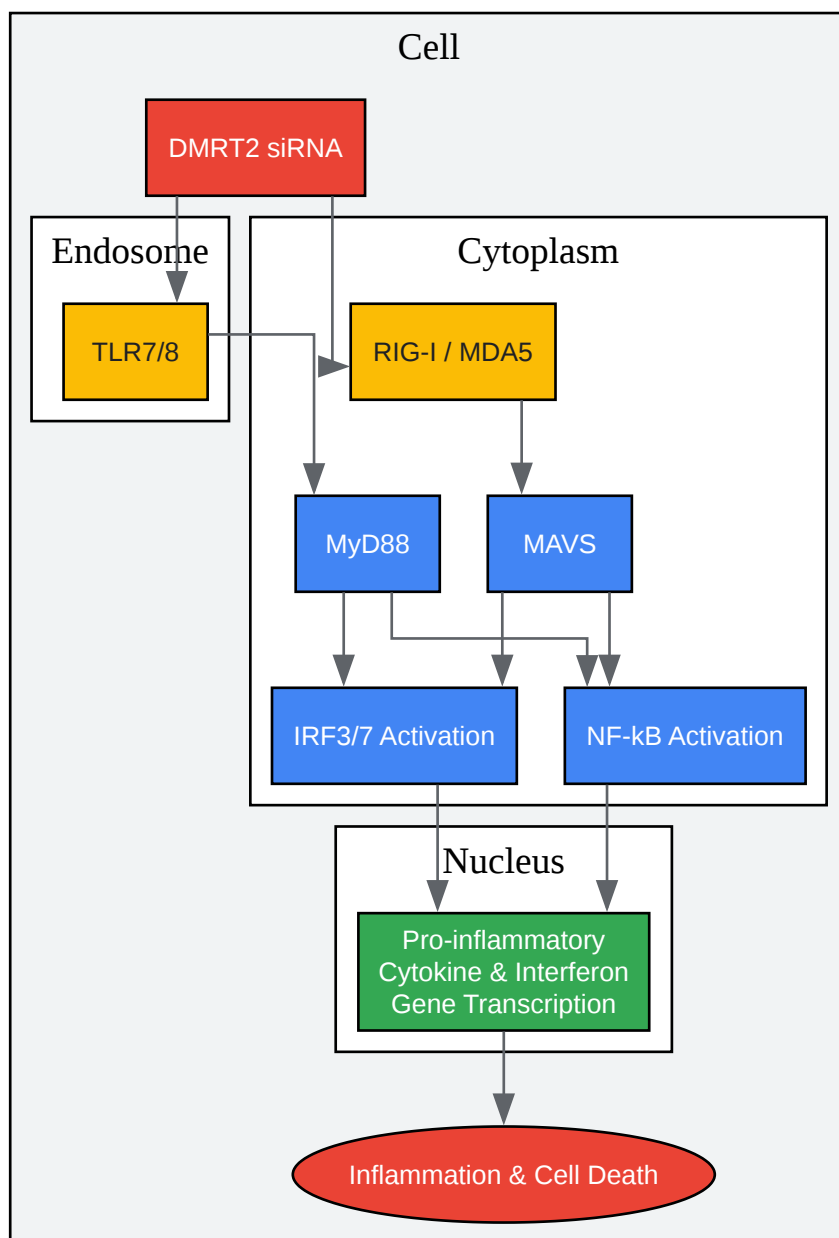 Cell
DMRT2 siRNA
Endosome
Cytoplasm
TLR7/8
RIG-I / MDA5
MyD88
MAVS
IRF3/7 Activation
NF-kB Activation
Nucleus
Pro-inflammatory
Cytokine & Interferon
Gene Transcription
Inflammation & Cell Death